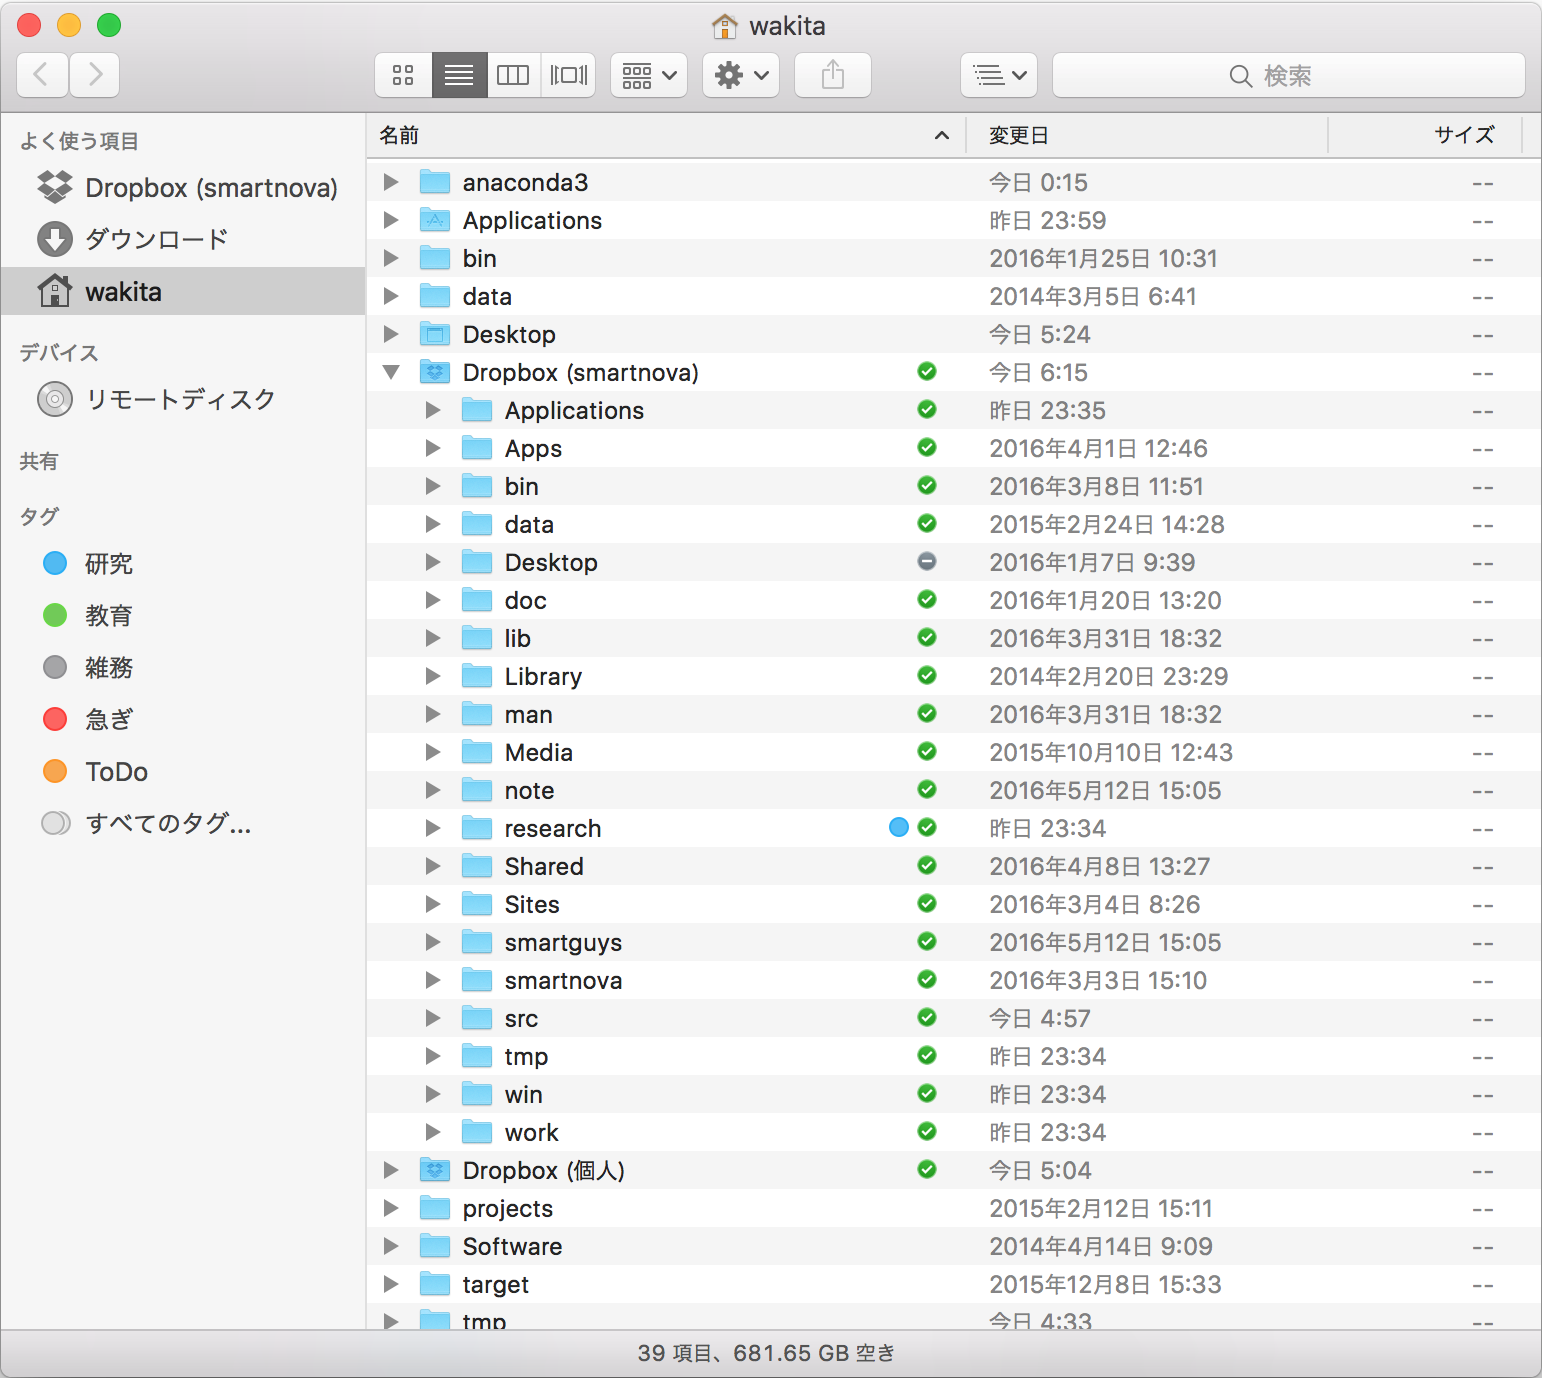 wakita
検索
よく使う項目
Dropbox (smartnova)
ダウンロード
wakita
デバイス
リモートディスク
共有
タグ
研究
教育
雑務
急ぎ
ToDo
すべてのタグ...
名前 変更日 サイズ
anaconda3 今日 0:15 --
Applications 昨日 23:59 --
bin 2016年1月25日 10:31 --
data 2014年3月5日 6:41 --
Desktop 今日 5:24 --
Dropbox (smartnova) 今日 6:15 --
Applications 昨日 23:35 --
Apps 2016年4月1日 12:46 --
bin 2016年3月8日 11:51 --
data 2015年2月24日 14:28 --
Desktop 2016年1月7日 9:39 --
doc 2016年1月20日 13:20 --
lib 2016年3月31日 18:32 --
Library 2014年2月20日 23:29 --
man 2016年3月31日 18:32 --
Media 2015年10月10日 12:43 --
note 2016年5月12日 15:05 --
research 昨日 23:34 --
Shared 2016年4月8日 13:27 --
Sites 2016年3月4日 8:26 --
smartguys 2016年5月12日 15:05 --
smartnova 2016年3月3日 15:10 --
src 今日 4:57 --
tmp 昨日 23:34 --
win 昨日 23:34 --
work 昨日 23:34 --
Dropbox (個人) 今日 5:04 --
projects 2015年2月12日 15:11 --
Software 2014年4月14日 9:09 --
target 2015年12月8日 15:33 --
tmp 今日 4:33 --
39 項目、681.65 GB 空き